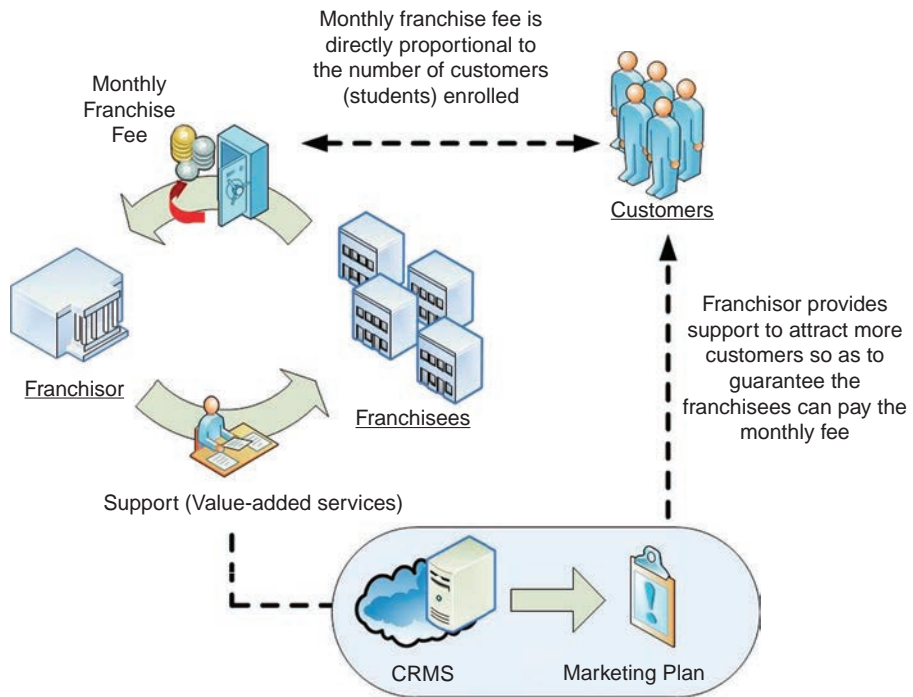 Monthly franchise fee is
directly proportional to
the number of customers
(students) enrolled
Monthly
Franchise
Fee
Customers
Franchisor provides
support to attract more
customers so as to
guarantee the
franchisees can pay the
monthly fee
Franchisor
Franchisees
Support (Value-added services)
CRMS
Marketing Plan